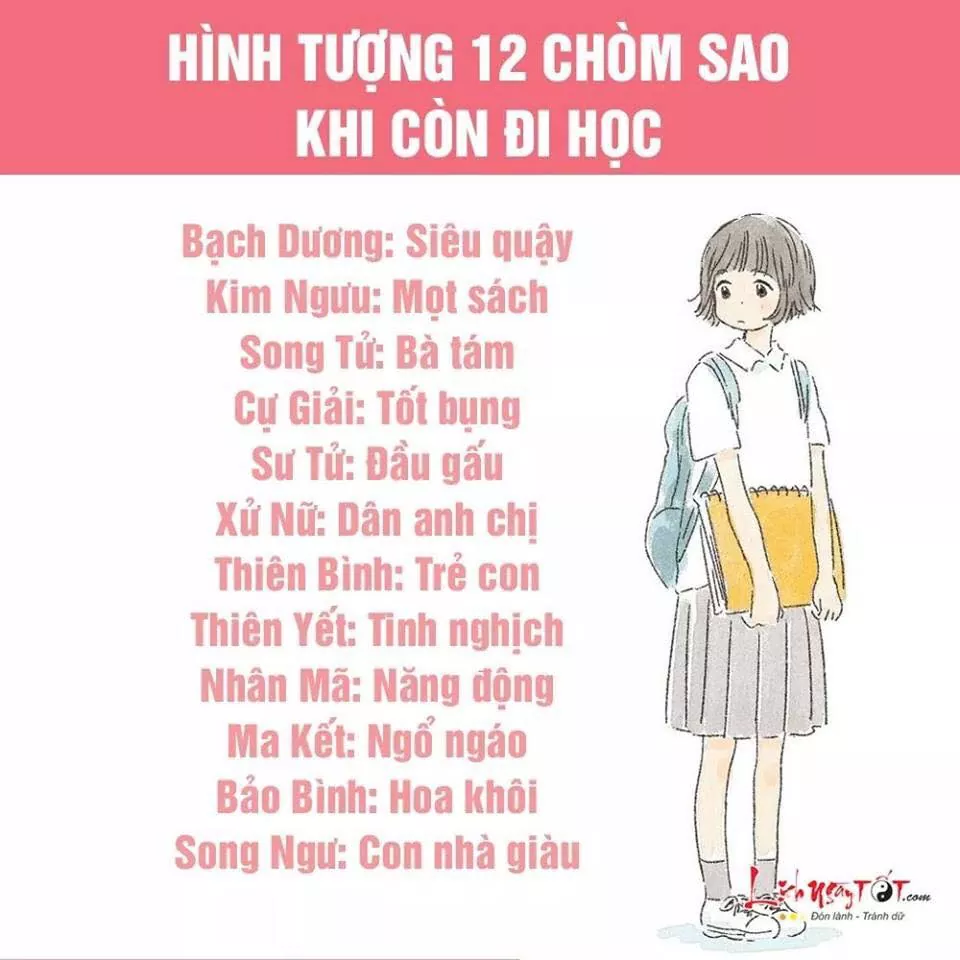 HÌNH TƯỢNG 12 CHÒM SAO
KHI CÒN ĐI HỌC
Bạch Dương: Siêu quậy
Kim Ngưu: Mọt sách
Song Tử: Bà tám
Cự Giải: Tốt bụng
Sư Tử: Đầu gấu
Xử Nữ: Dân anh chị
Thiên Bình: Trẻ con
Thiên Yết: Tinh nghịch
Nhân Mã: Năng động
Ma Kết: Ngổ ngáo
Bảo Bình: Hoa khôi
Song Ngư: Con nhà giàu
LịchNgàyTỐT.com
Đón lành - Tránh dữ